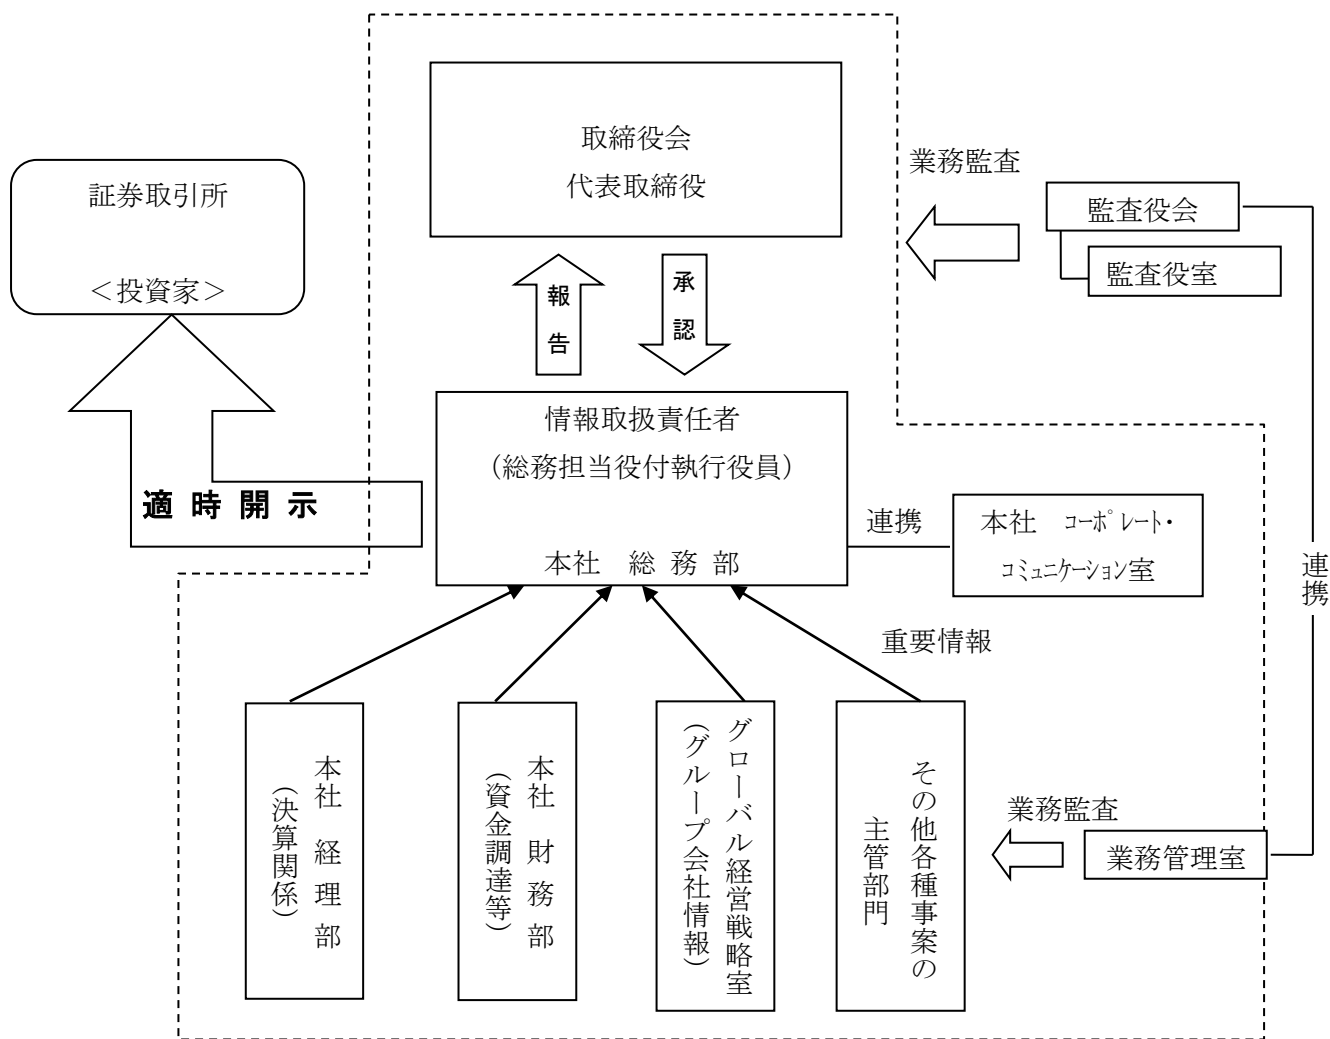 取締役会
代表取締役
証券取引所
＜投資家＞
業務監査
監査役会
監査役室
報告
承認
情報取扱責任者
（総務担当役付執行役員）
本社　総 務 部
適 時 開 示
連携
本社　コーポレート・
コミュニケーション室
連携
重要情報
本社 経 理 部
（決算関係）
本社 財 務 部
（資金調達等）
グローバル経営戦略室
（グループ会社情報）
その他各種事案の
主管部門
業務監査
業務管理室